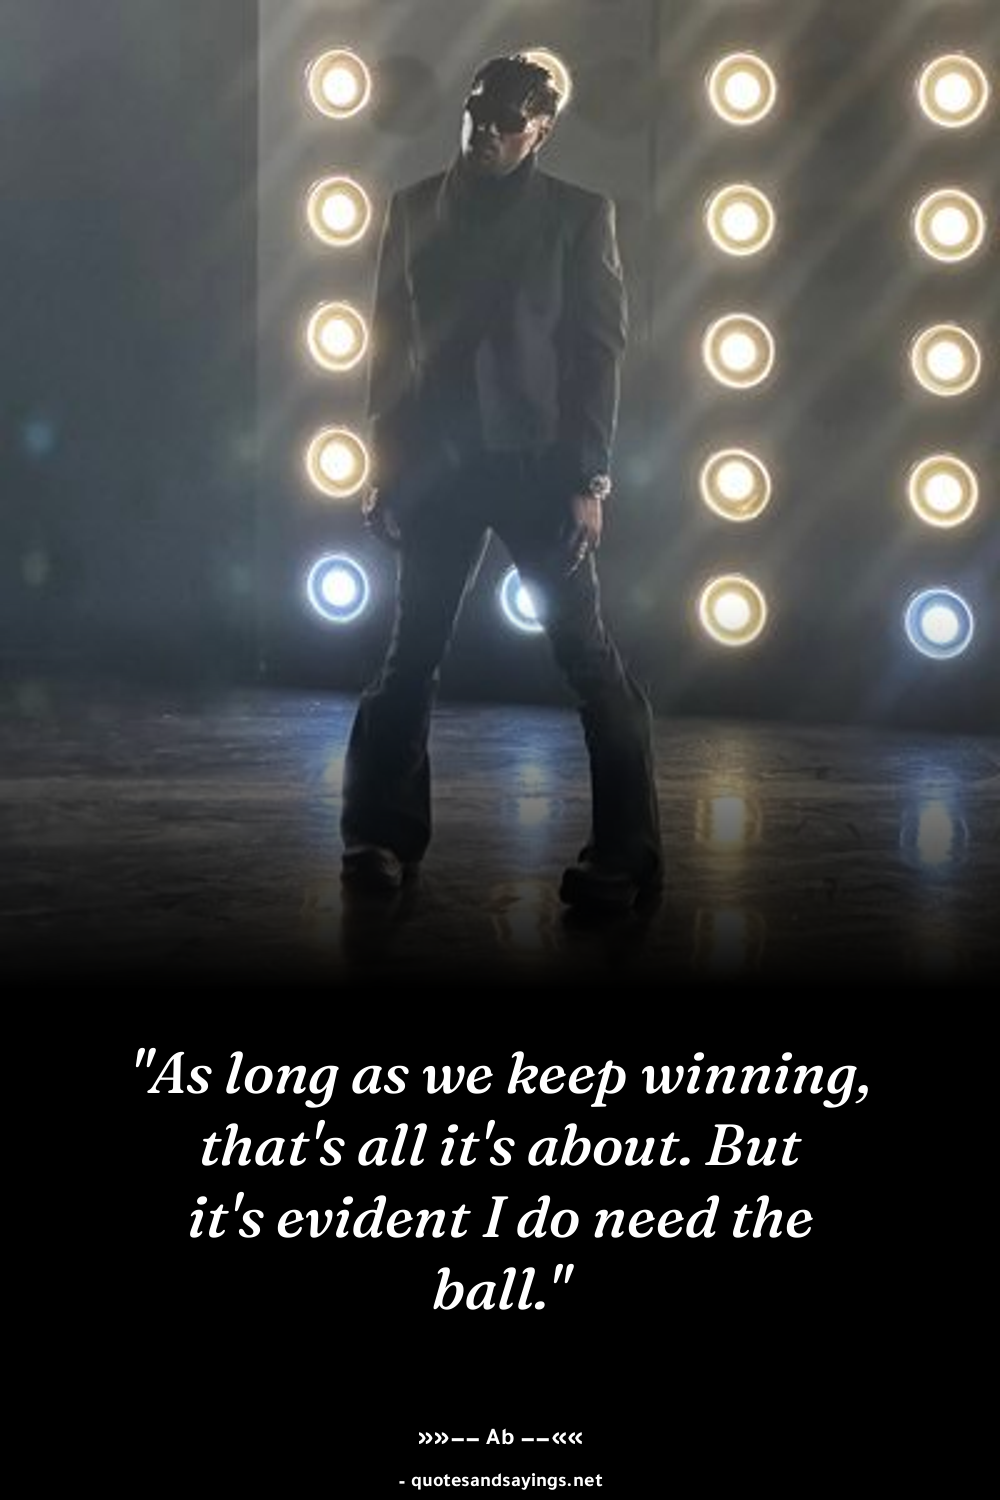 "As long as we keep winning,
that's all it's about. But
it's evident I do need the
ball."
»»–– Ab ––««
- quotesandsayings.net